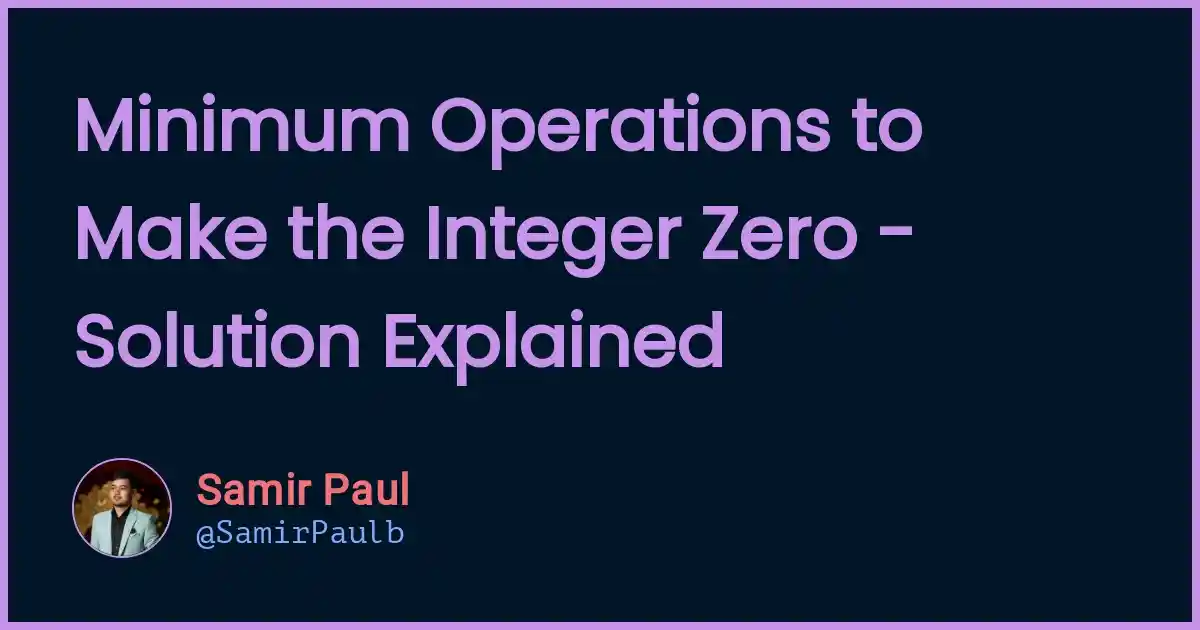 Minimum Operations to
Make the Integer Zero -
Solution Explained
Samir Paul
@SamirPaulb